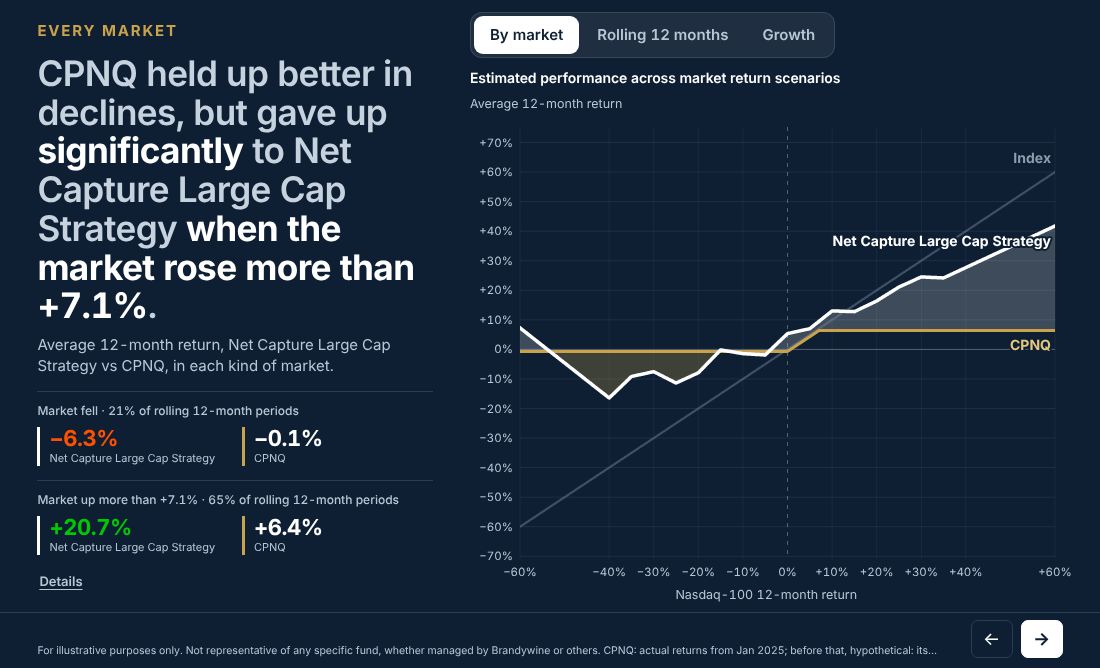 EVERY MARKET
CPNQ held up better in
declines, but gave up
significantly to Net
Capture Large Cap
Strategy when the
market rose more than
+7.1%.
Average 12-month return, Net Capture Large Cap
Strategy vs CPNQ, in each kind of market.
Market fell · 21% of rolling 12-month periods
−6.3%
Net Capture Large Cap Strategy
−0.1%
CPNQ
Market up more than +7.1% · 65% of rolling 12-month periods
+20.7%
Net Capture Large Cap Strategy
+6.4%
CPNQ
Details
By market
Rolling 12 months
Growth
Estimated performance across market return scenarios
Average 12-month return
+70%
+60%
+50%
+40%
+30%
+20%
+10%
0%
−10%
−20%
−30%
−40%
−50%
−60%
−70%
Index
Net Capture Large Cap Strategy
CPNQ
−60%
−40%
−30%
−20%
−10%
0%
+10%
+20%
+30%
+40%
+60%
Nasdaq-100 12-month return
For illustrative purposes only. Not representative of any specific fund, whether managed by Brandywine or others. CPNQ: actual returns from Jan 2025; before that, hypothetical: its…